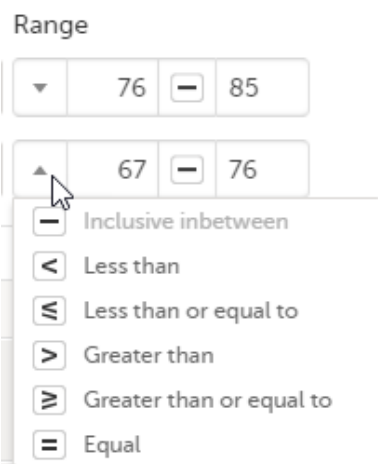 Range
76 – 85
67 – 76
– Inclusive inbetween
< Less than
≤ Less than or equal to
> Greater than
≥ Greater than or equal to
= Equal